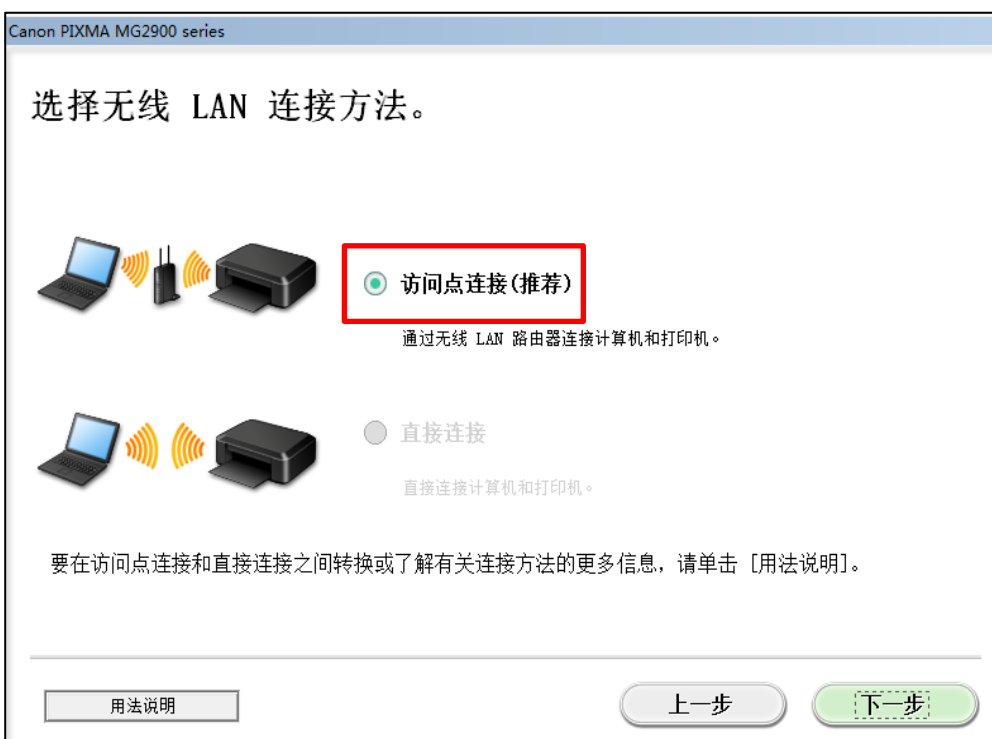 Canon PIXMA MG2900 series
选择无线 LAN 连接方法。
访问点连接(推荐)
通过无线 LAN 路由器连接计算机和打印机。
直接连接
直接连接计算机和打印机。
要在访问点连接和直接连接之间转换或了解有关连接方法的更多信息，请单击 [用法说明]。
用法说明
上一步
下一步